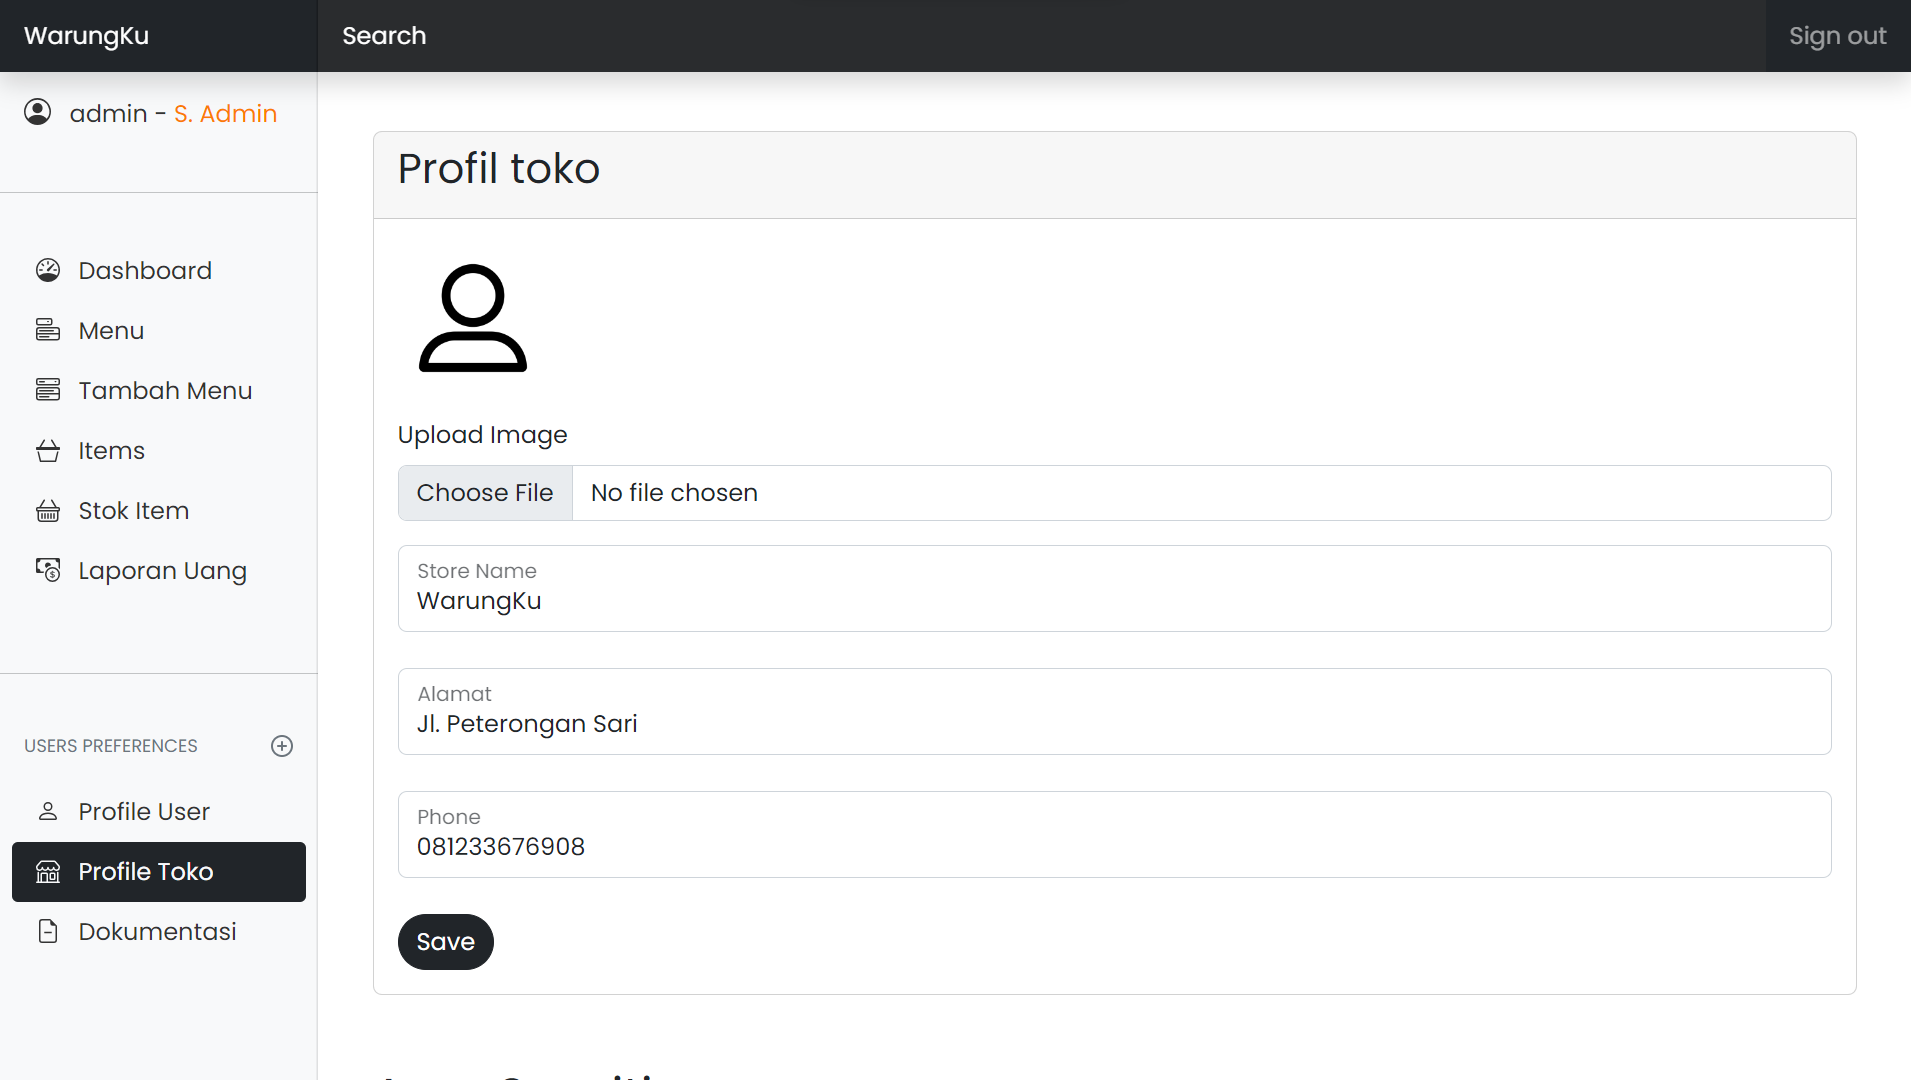 WarungKu
Search
Sign out
admin - S. Admin
Dashboard
Menu
Tambah Menu
Items
Stok Item
Laporan Uang
USERS PREFERENCES
Profile User
Profile Toko
Dokumentasi
Profil toko
Upload Image
Choose File No file chosen
Store Name
WarungKu
Alamat
Jl. Peterongan Sari
Phone
081233676908
Save